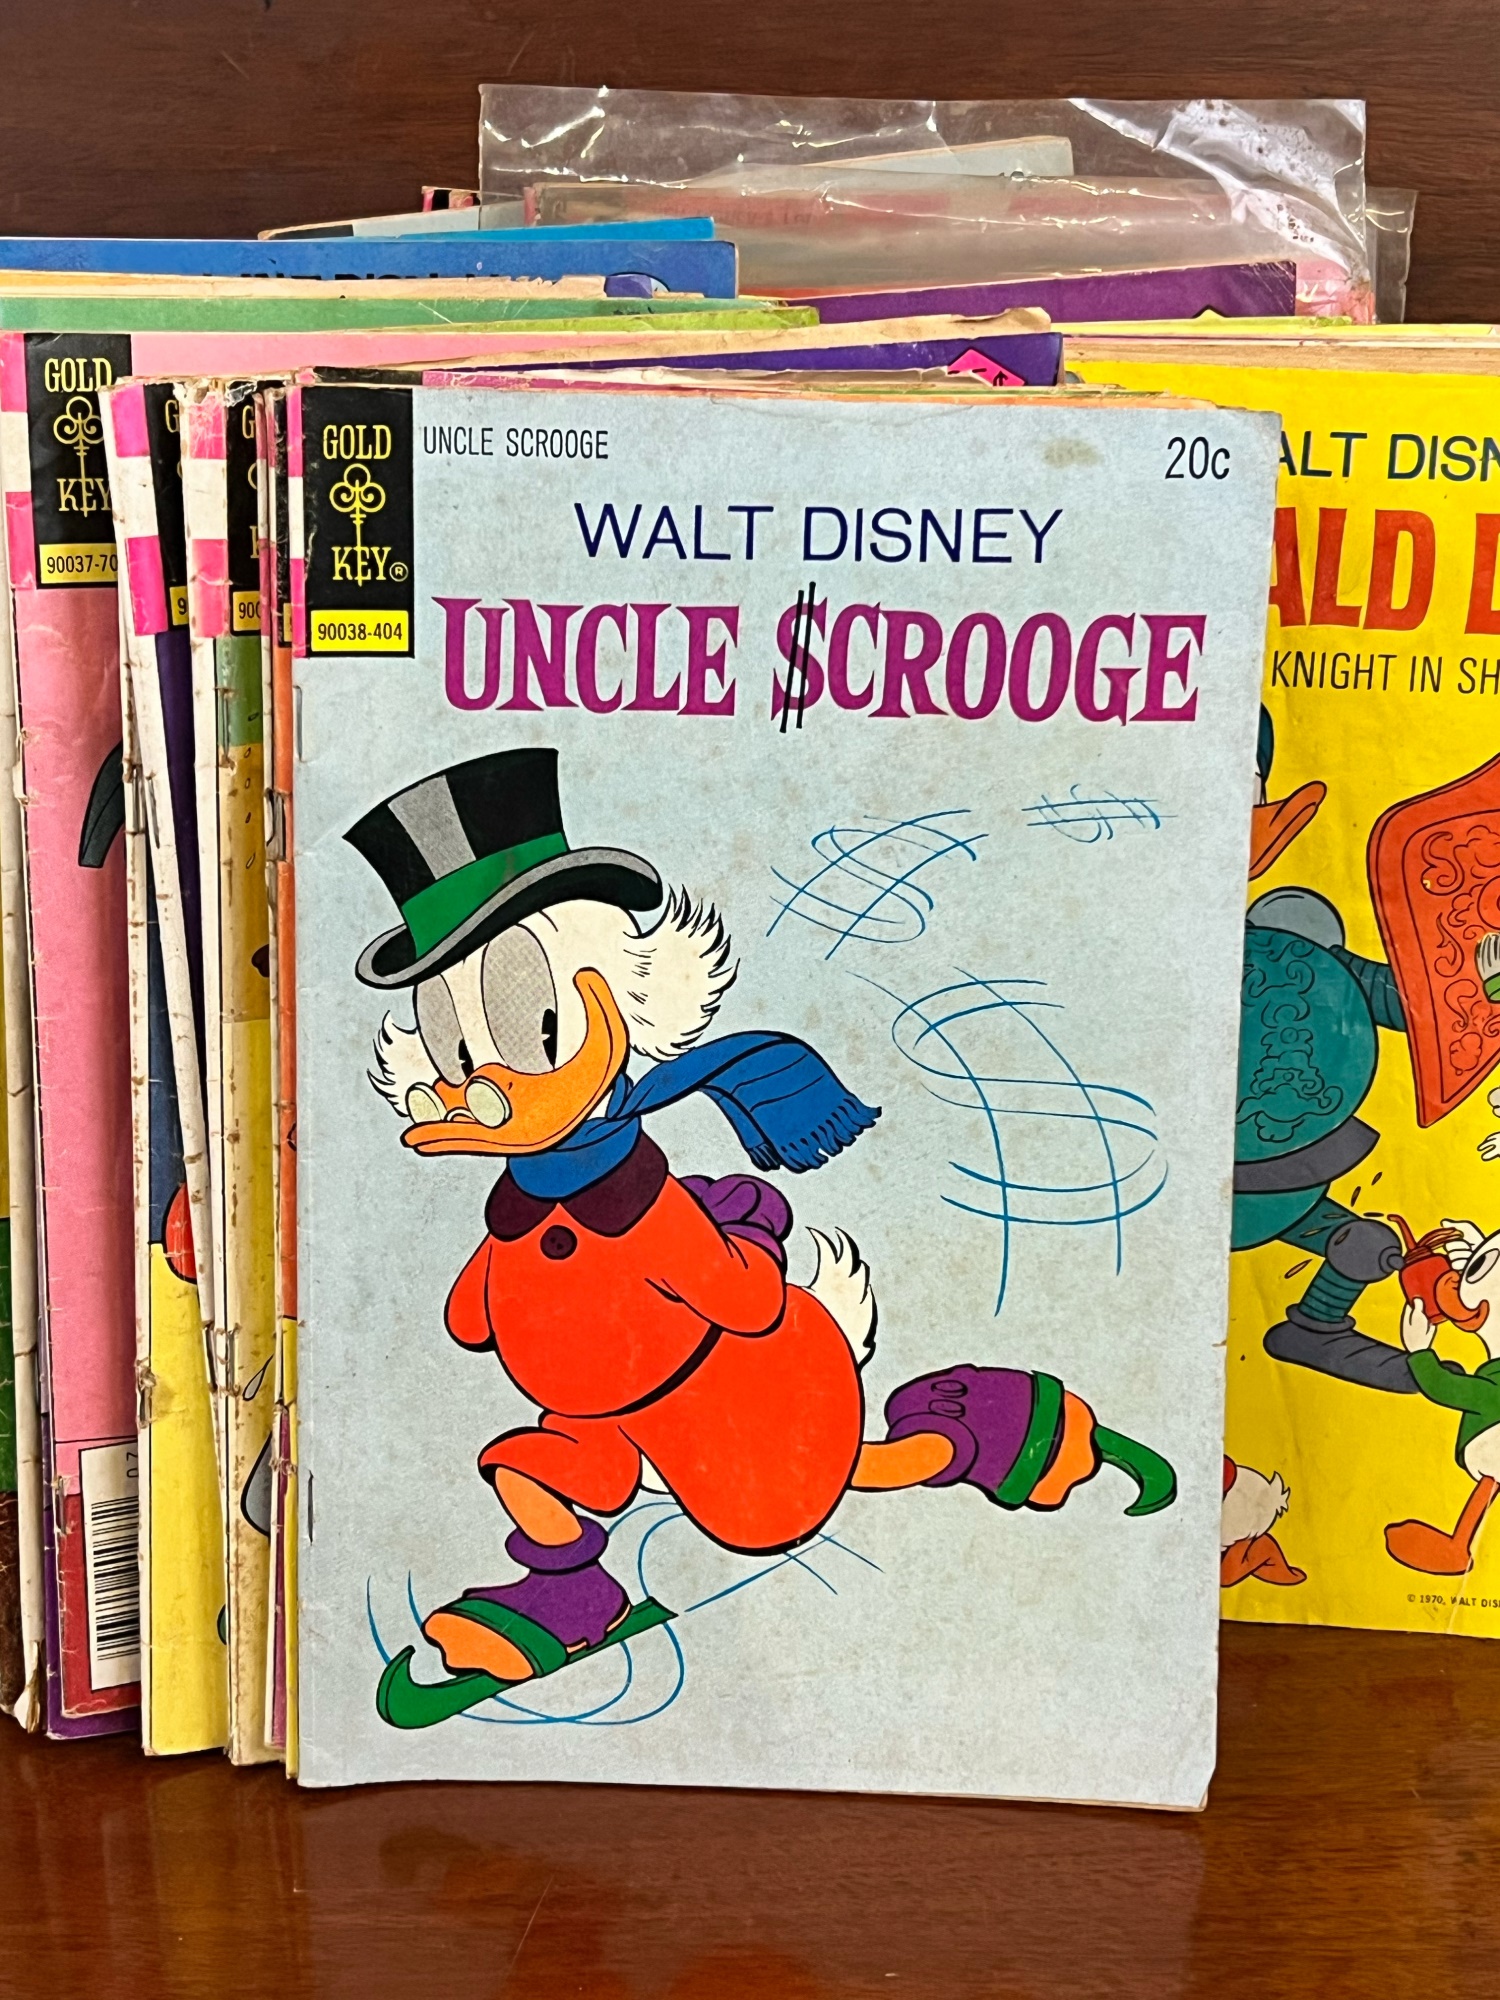 GOLD
KEY
90037-70
GOLD
KEY®
90038-404
UNCLE SCROOGE
20c
WALT DISNEY
UNCLE $CROOGE
ALT DISN
ALD D
KNIGHT IN SH
© 1970, WALT DIS